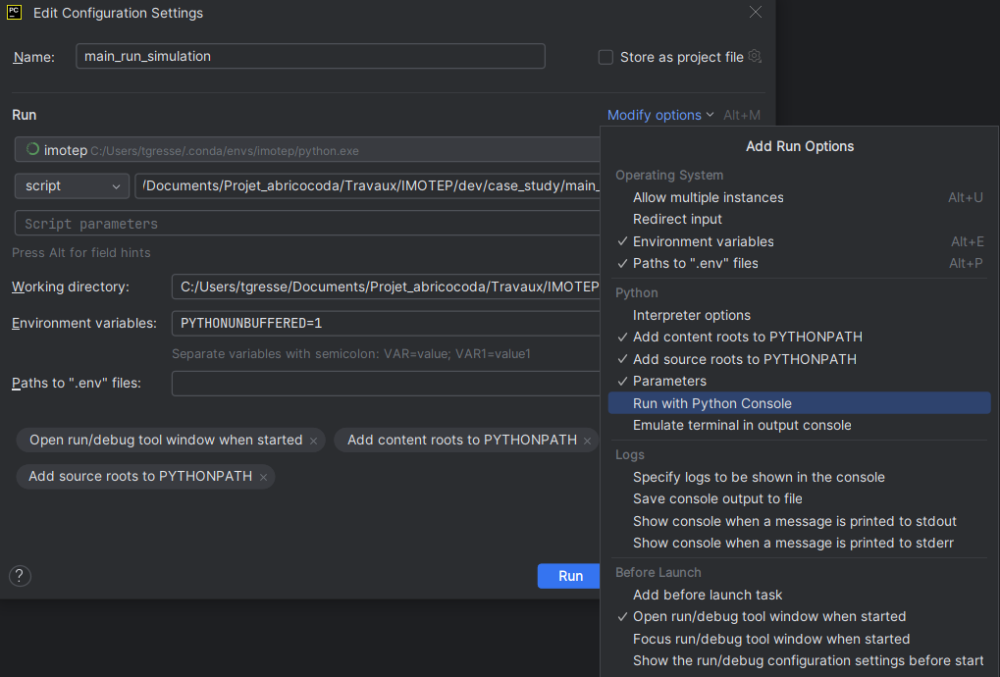 PC
Edit Configuration Settings
Name:
main_run_simulation
Store as project file
Run
Modify options Alt+M
imotep C:/Users/tgresse/.conda/envs/imotep/python.exe
script
/Documents/Projet_abricocoda/Travaux/IMOTEP/dev/case_study/main_
Script parameters
Press Alt for field hints
Working directory:
C:/Users/tgresse/Documents/Projet_abricocoda/Travaux/IMOTEP
Environment variables:
PYTHONUNBUFFERED=1
Separate variables with semicolon: VAR=value; VAR1=value1
Paths to ".env" files:
Open run/debug tool window when started ×
Add content roots to PYTHONPATH ×
Add source roots to PYTHONPATH ×
?
Run
Add Run Options
Operating System
Allow multiple instances Alt+U
Redirect input
✓ Environment variables Alt+E
✓ Paths to ".env" files Alt+P
Python
Interpreter options
✓ Add content roots to PYTHONPATH
✓ Add source roots to PYTHONPATH
✓ Parameters
Run with Python Console
Emulate terminal in output console
Logs
Specify logs to be shown in the console
Save console output to file
Show console when a message is printed to stdout
Show console when a message is printed to stderr
Before Launch
Add before launch task
✓ Open run/debug tool window when started
Focus run/debug tool window when started
Show the run/debug configuration settings before start